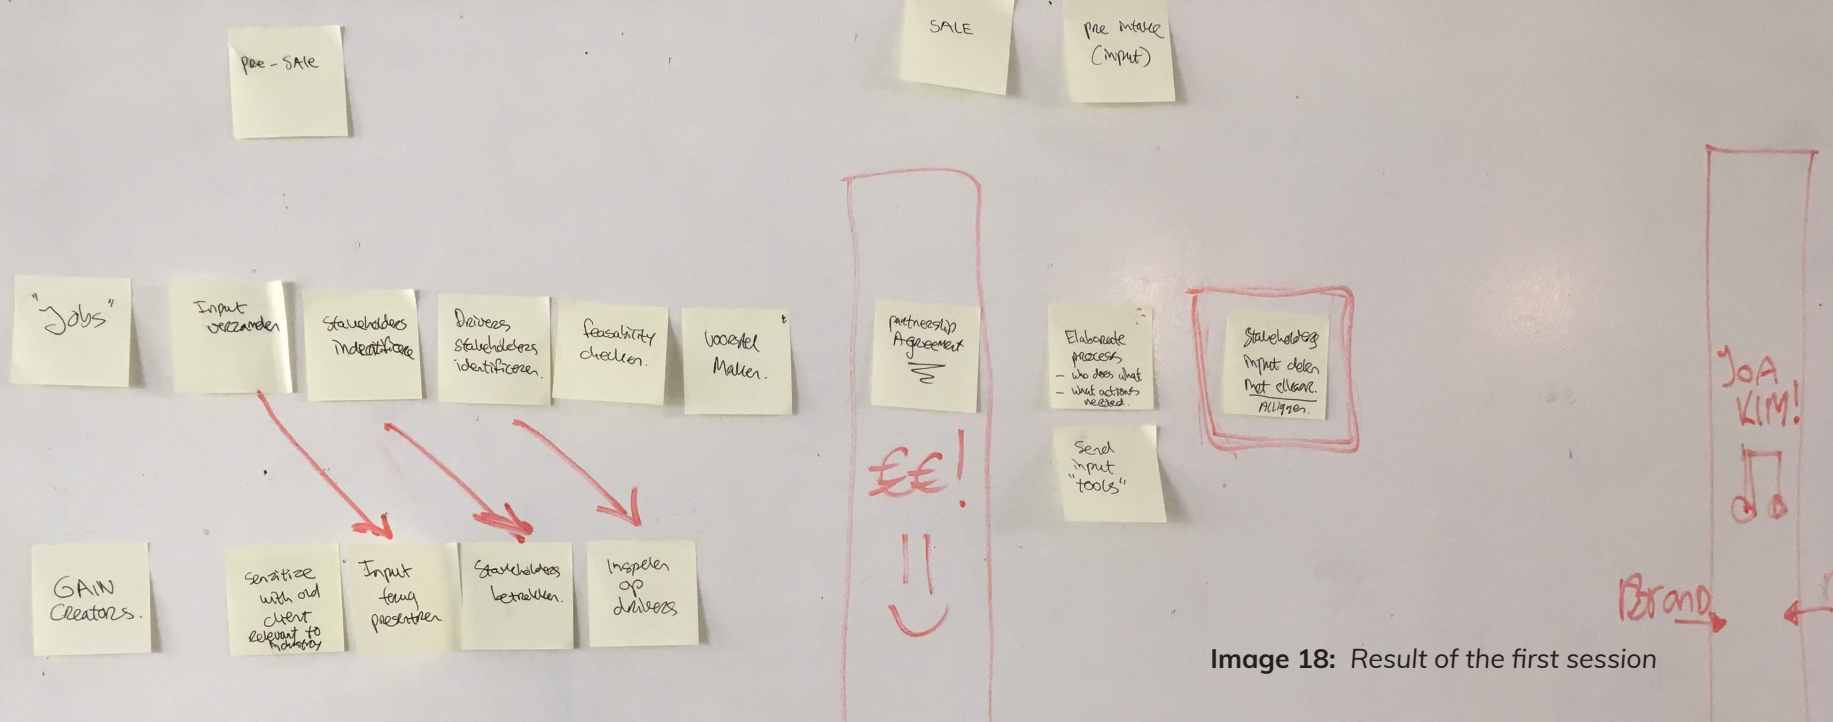 PRE-SALE
SALE
pre intake
(input)
"Jobs"
Input
verzamelen
Stakeholders
indentificere
Drivers
Stakeholders
identificeren.
feasability
checken.
Voorstel
Maken.
partnership
Agreement
Elaborate
process
- who does what
- what actions
needed.
Stakeholders
input delen
met elkaar.
Alligner.
££!
Send
input
"tools"
JOA
KIM!
GAIN
Creators.
Sensitize
with old
client
Relevant to
industry
Input
terug
presenteren
Stakeholders
betrekken.
Inspelen
op
drivers
Brand
Image 18: Result of the first session